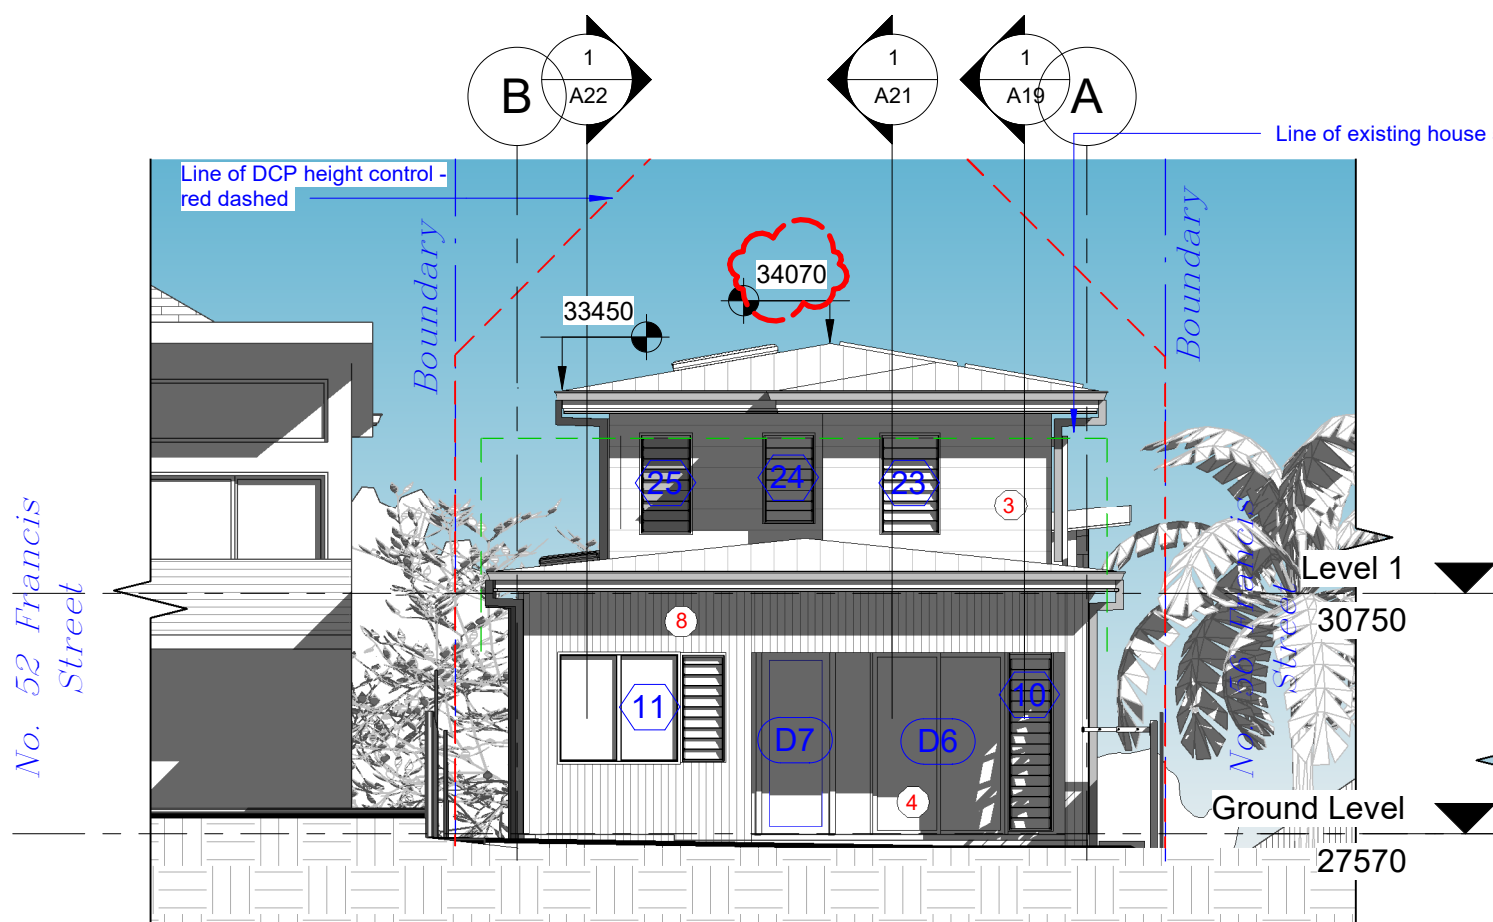 1
A22
B
1
A21
1
A19
A
Line of existing house
Line of DCP height control -
red dashed
Boundary
Boundary
34070
33450
25
24
23
3
No. 52 Francis
Street
No. 56 Francis
Street
Level 1
30750
8
11
10
D7
D6
4
Ground Level
27570